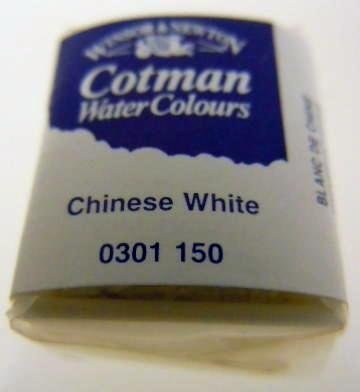 WINSOR & NEWTON
Cotman
Water Colours
Chinese White
0301 150
BLANC DE CHINE